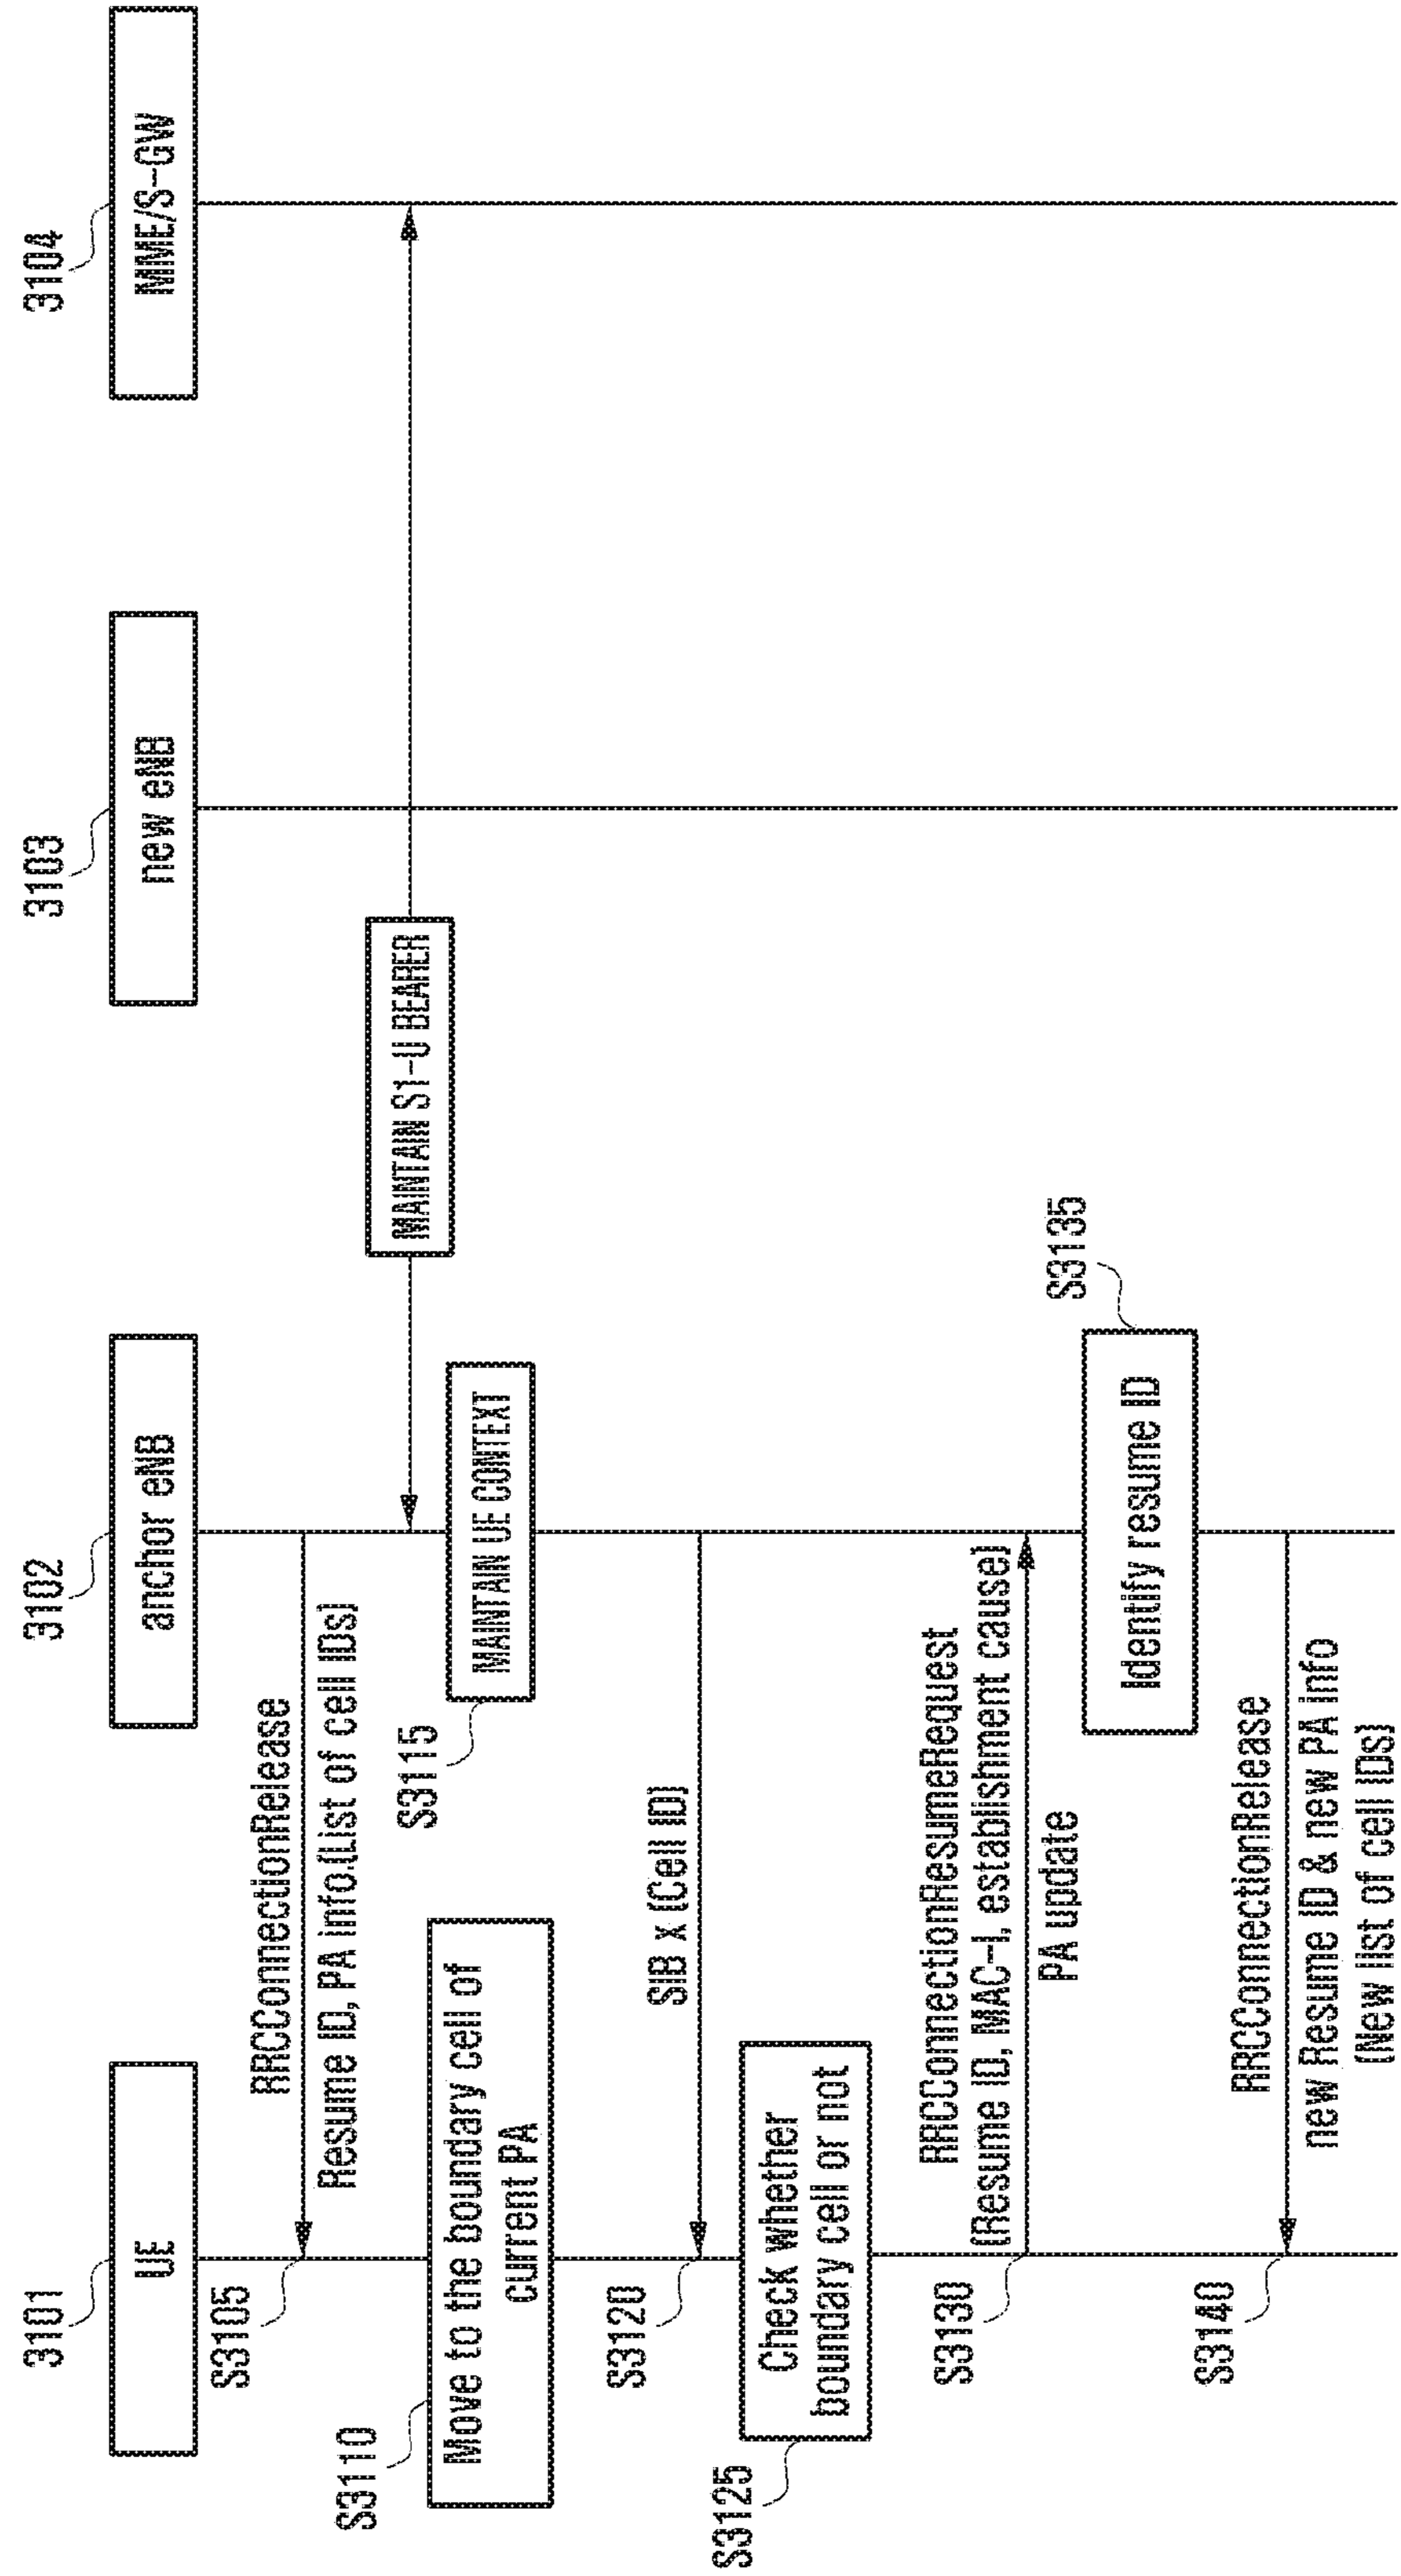 3101
3102
3103
3104
UE
anchor eNB
new eNB
MME/S-GW
S3105
RRCConnectionRelease
Resume ID, PA info.(List of cell IDs)
MAINTAIN S1-U BEARER
S3110
Move to the boundary cell of
current PA
S3115
MAINTAIN UE CONTEXT
S3120
SIB x (Cell ID)
S3125
Check whether
boundary cell or not
S3130
RRCConnectionResumeRequest
(Resume ID, MAC-I, establishment cause)
PA update
S3135
Identify resume ID
S3140
RRCConnectionRelease
new Resume ID & new PA info
(New list of cell IDs)